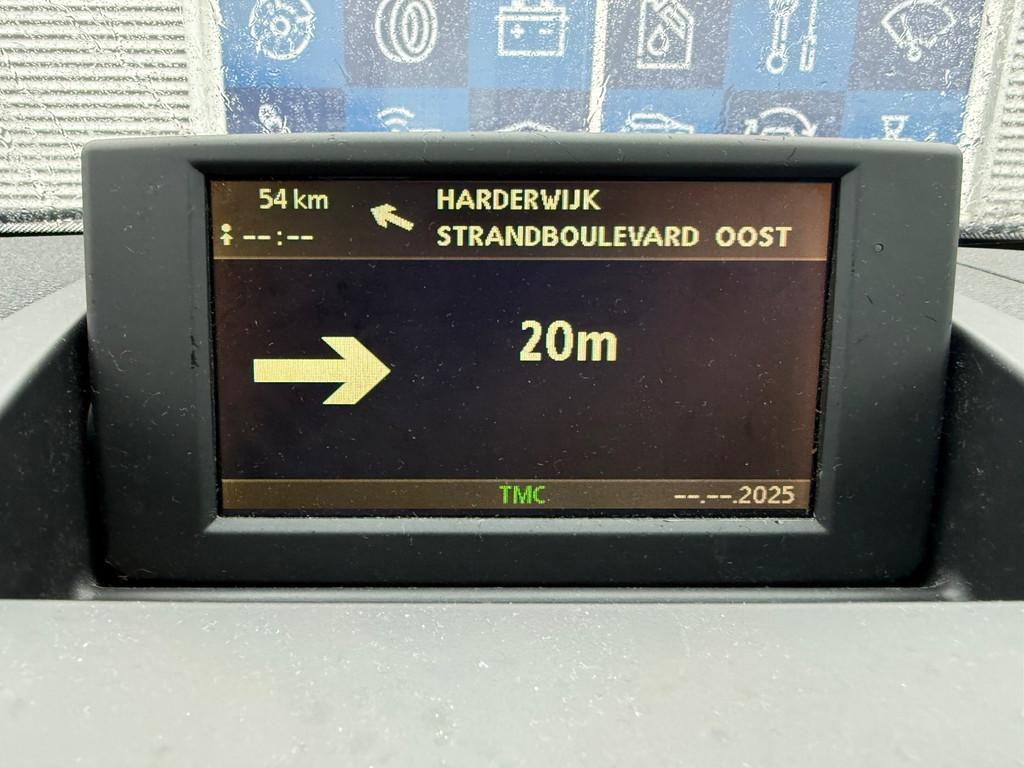 54 km
HARDERWIJK
--:--
STRANDBOULEVARD OOST
20m
TMC
--.--.2025